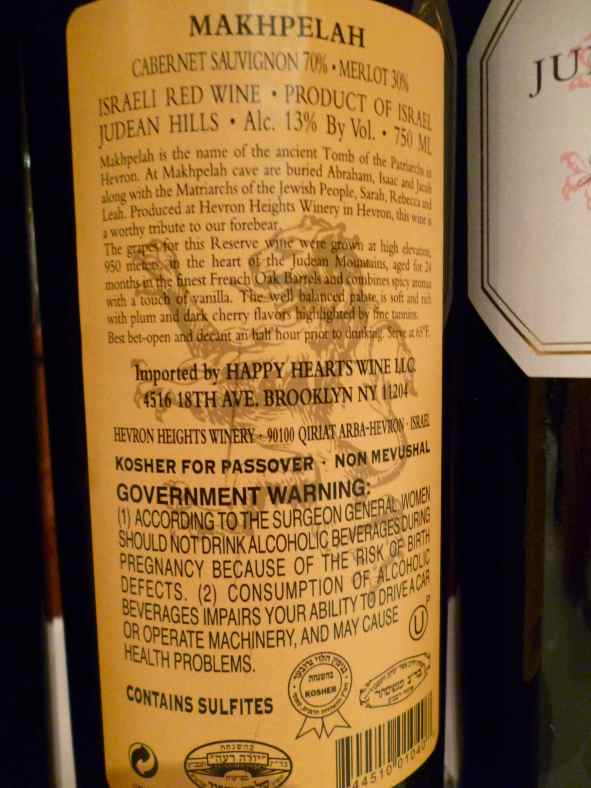 MAKHPELAH
CABERNET SAUVIGNON 70% • MERLOT 30%
ISRAELI RED WINE • PRODUCT OF ISRAEL
JUDEAN HILLS • Alc. 13% By Vol. • 750 ML
Makhpelah is the name of the ancient Tomb of the Patriarchs in
Hevron. At Makhpelah cave are buried Abraham, Isaac and Jacob
along with the Matriarchs of the Jewish People, Sarah, Rebecca and
Leah. Produced at Hevron Heights Winery in Hevron, this wine is
a worthy tribute to our forebear.
The grapes for this Reserve wine were grown at high elevation,
950 meters, in the heart of the Judean Mountains, aged for 24
months in the finest French Oak Barrels and combines spicy aromas
with a touch of vanilla. The well balanced palate is soft and rich
with plum and dark cherry flavors highlighted by fine tannins.
Best bet-open and decant an half hour prior to drinking. Serve at 65°F.
Imported by HAPPY HEARTS WINE LLC.
4516 18TH AVE. BROOKLYN NY 11204
HEVRON HEIGHTS WINERY • 90100 QIRIAT ARBA-HEVRON • ISRAEL
KOSHER FOR PASSOVER • NON MEVUSHAL
GOVERNMENT WARNING:
(1) ACCORDING TO THE SURGEON GENERAL WOMEN
SHOULD NOT DRINK ALCOHOLIC BEVERAGES DURING
PREGNANCY BECAUSE OF THE RISK OF BIRTH
DEFECTS. (2) CONSUMPTION OF ALCOHOLIC
BEVERAGES IMPAIRS YOUR ABILITY TO DRIVE A CAR
OR OPERATE MACHINERY, AND MAY CAUSE
HEALTH PROBLEMS.
U P
CONTAINS SULFITES
בהשגחת
KOSHER
בהשגחת
"יורה דעה"
44510 01040
JU